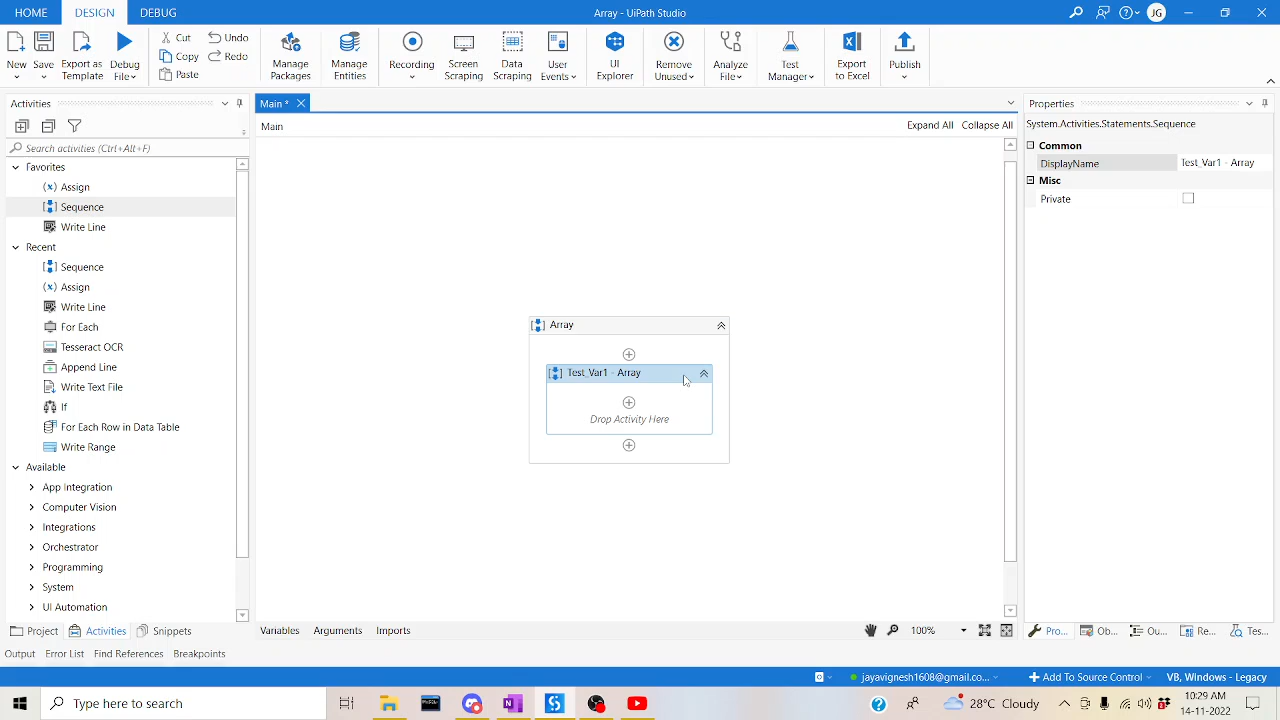 HOME DESIGN DEBUG Array - UiPath Studio JG
New Save Export as Template Debug File Cut Copy Paste Undo Redo Manage Packages Manage Entities Recording Screen Scraping Data Scraping User Events UI Explorer Remove Unused Analyze File Test Manager Export to Excel Publish
Activities
Main *
Properties
Main
Expand All Collapse All
System.Activities.Statements.Sequence
Search activities (Ctrl+Alt+F)
Common
DisplayName Test_Var1 - Array
Misc
Private
Favorites
Assign
Sequence
Write Line
Recent
Sequence
Assign
Write Line
For Each
Tesseract OCR
Append Line
Write Text File
If
For Each Row in Data Table
Write Range
Available
App Integration
Computer Vision
Integrations
Orchestrator
Programming
System
UI Automation
Array
Test_Var1 - Array
Drop Activity Here
Project Activities Snippets
Variables Arguments Imports
100%
Pro... Ob... Ou... Re... Tes...
Output Error List Find References Breakpoints
jayavignesh1608@gmail.co... Add To Source Control VB, Windows - Legacy
Type here to search
28°C Cloudy
10:29 AM
14-11-2022